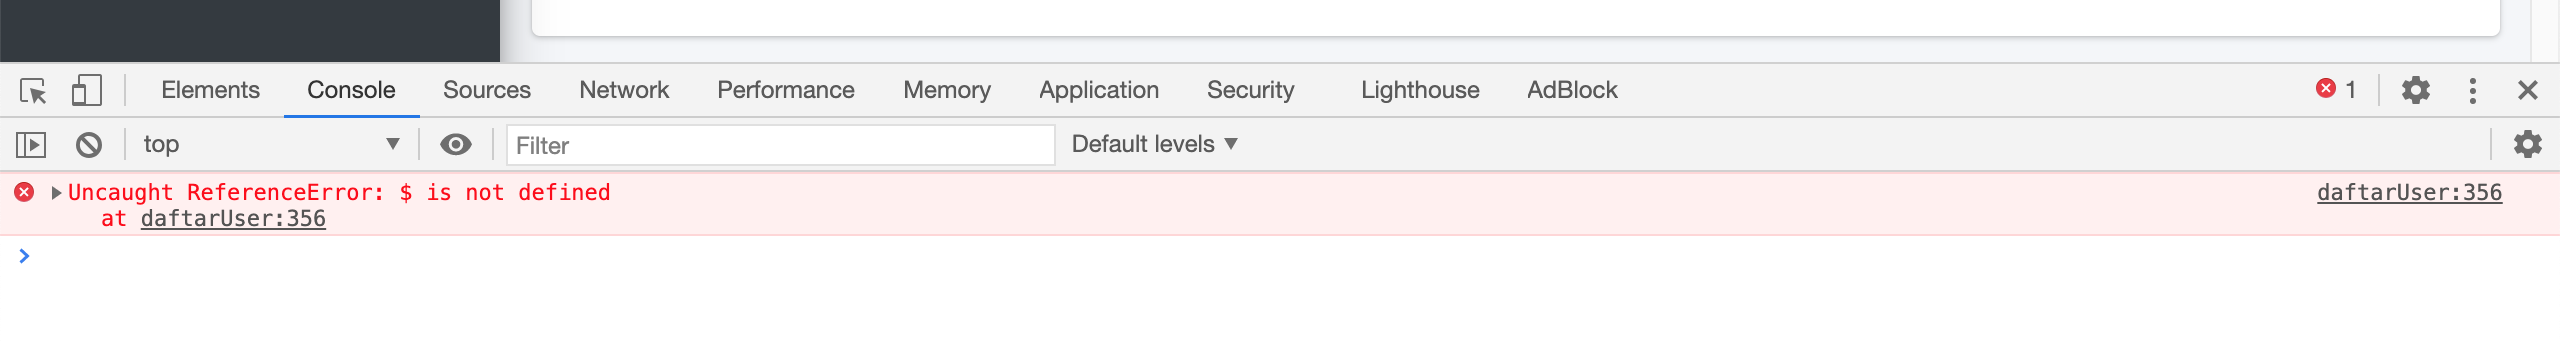 Elements Console Sources Network Performance Memory Application Security Lighthouse AdBlock 1
top Filter Default levels
Uncaught ReferenceError: $ is not defined daftarUser:356
at daftarUser:356